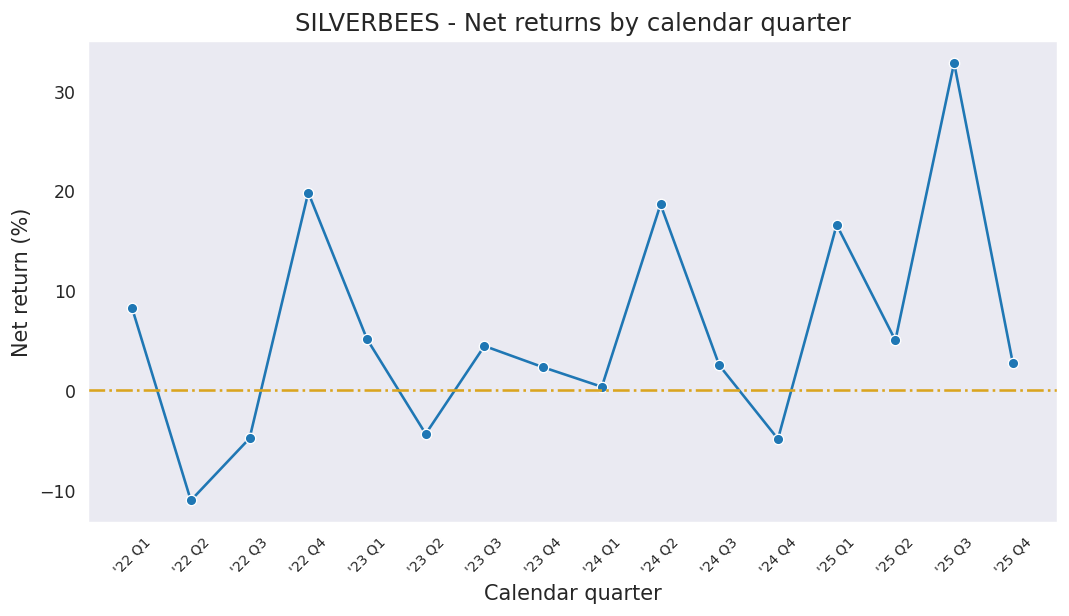 SILVERBEES - Net returns by calendar quarter
Net return (%)
30
20
10
0
−10
'22 Q1
'22 Q2
'22 Q3
'22 Q4
'23 Q1
'23 Q2
'23 Q3
'23 Q4
'24 Q1
'24 Q2
'24 Q3
'24 Q4
'25 Q1
'25 Q2
'25 Q3
'25 Q4
Calendar quarter